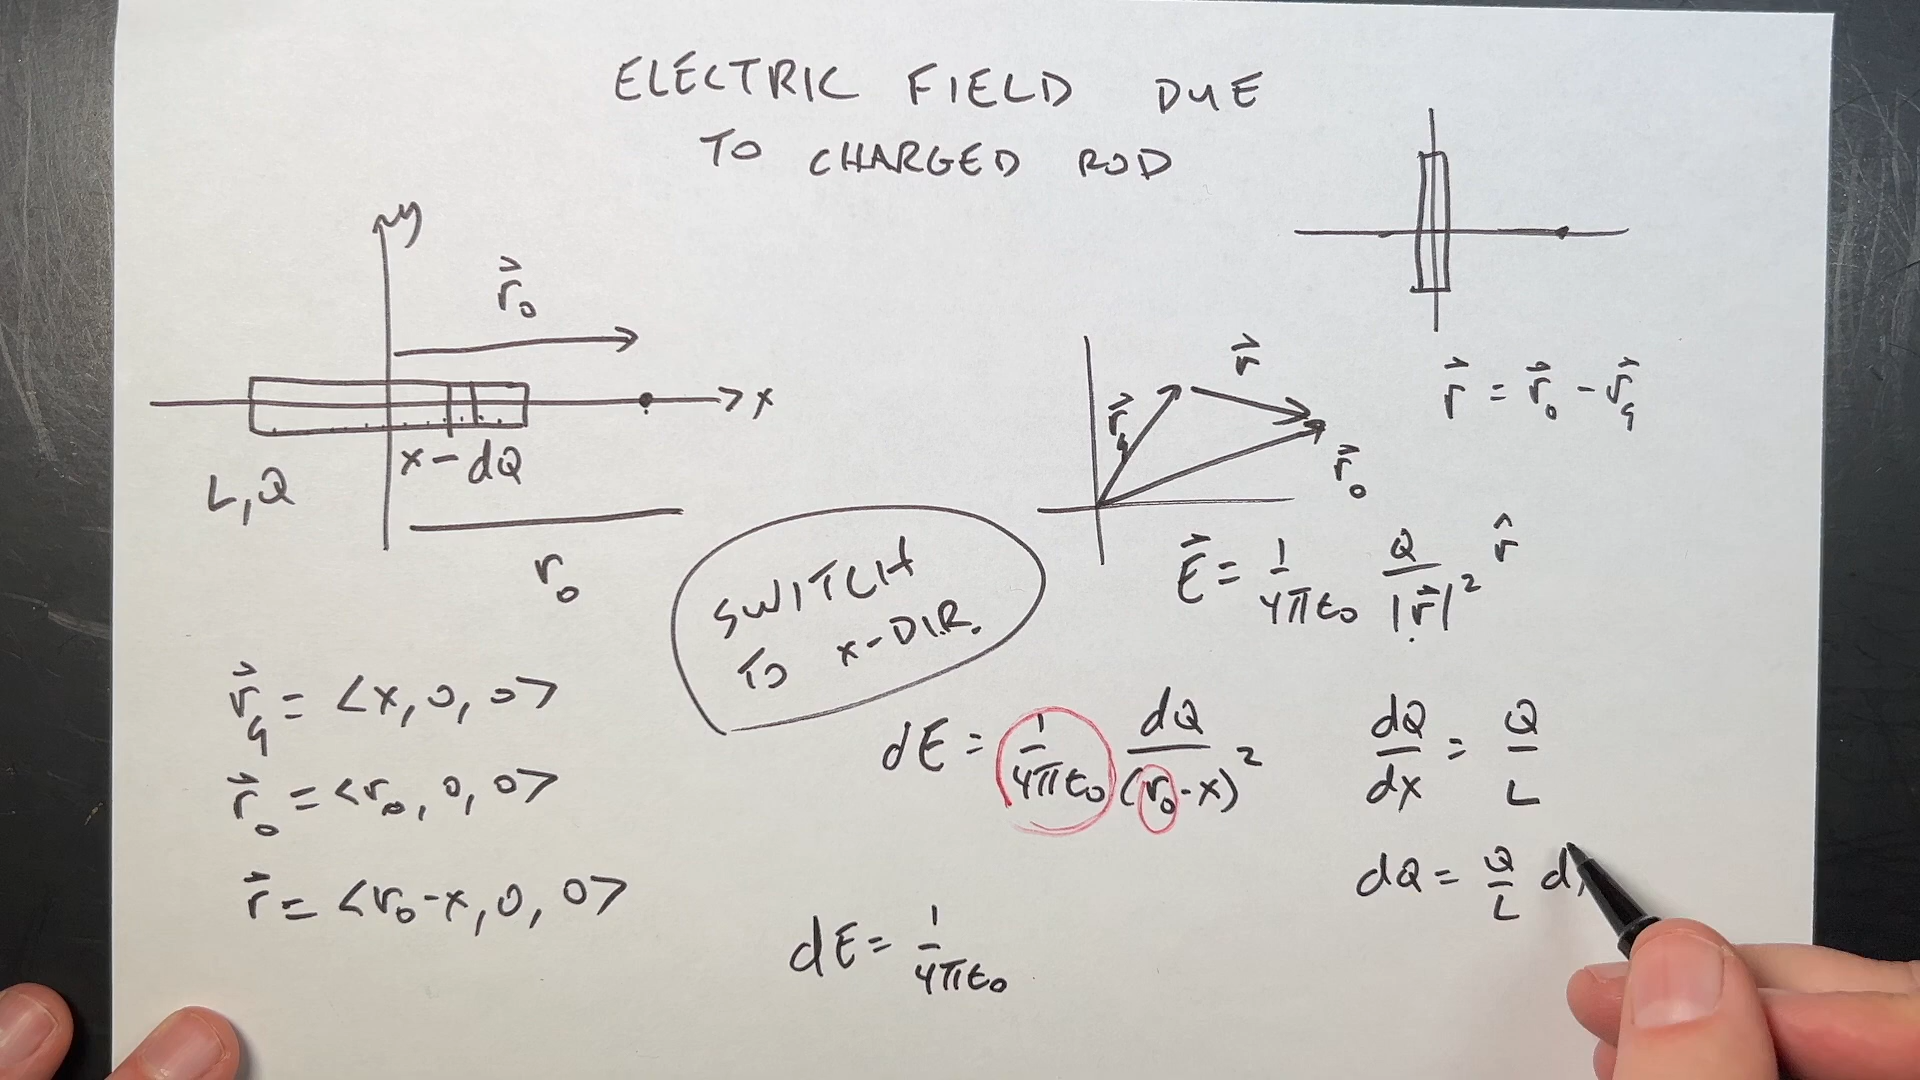 ELECTRIC FIELD DUE
TO CHARGED ROD
y
r⃗₀
x
x - dQ
L, Q
r₀
r⃗
r⃗q
r⃗₀
r⃗ = r⃗₀ - r⃗q
E⃗ = 1/4πε₀ Q/|r⃗|² r̂
SWITCH
TO x-DIR.
r⃗q = <x, 0, 0>
r⃗₀ = <r₀, 0, 0>
r⃗ = <r₀-x, 0, 0>
dE = 1/4πε₀ dQ/(r₀-x)²
dQ/dx = Q/L
dQ = Q/L d
dE = 1/4πε₀